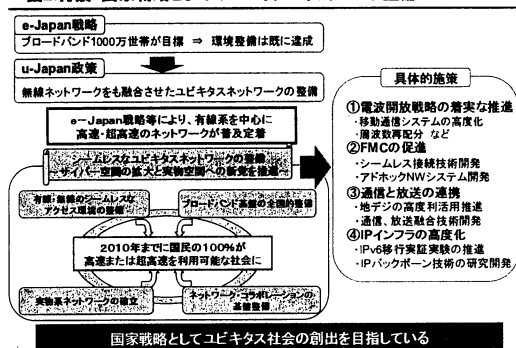 e-Japan戦略
ブロードバンド1000万世帯が目標 ⇒ 環境整備は既に達成
u-Japan政策
無線ネットワークをも融合させたユビキタスネットワークの整備
e-Japan戦略等により、有線系を中心に
高速・超高速のネットワークが普及定着
シームレスなユビキタスネットワークの整備
サイバー空間の拡大と実物空間への
を推進~
有線・無線のシームレスな
アクセス環境の整備
ブロードバンド基盤の全国的整備
2010年までに国民の100%が
高速または超高速を利用可能な社会に
実物系ネットワークの確立
ネットワーク・コラボレーションの
基盤整備
具体的施策
①電波開放戦略の着実な推進
・移動通信システムの高度化
・周波数再配分 など
②FMCの促進
・シームレス接続技術開発
・アドホックNWシステム開発
③通信と放送の連携
・地デジの高度利活用推進
・通信、放送融合技術開発
④IPインフラの高度化
・IPv6移行実証実験の推進
・IPバックボーン技術の研究開発
国家戦略としてユビキタス社会の創出を目指している